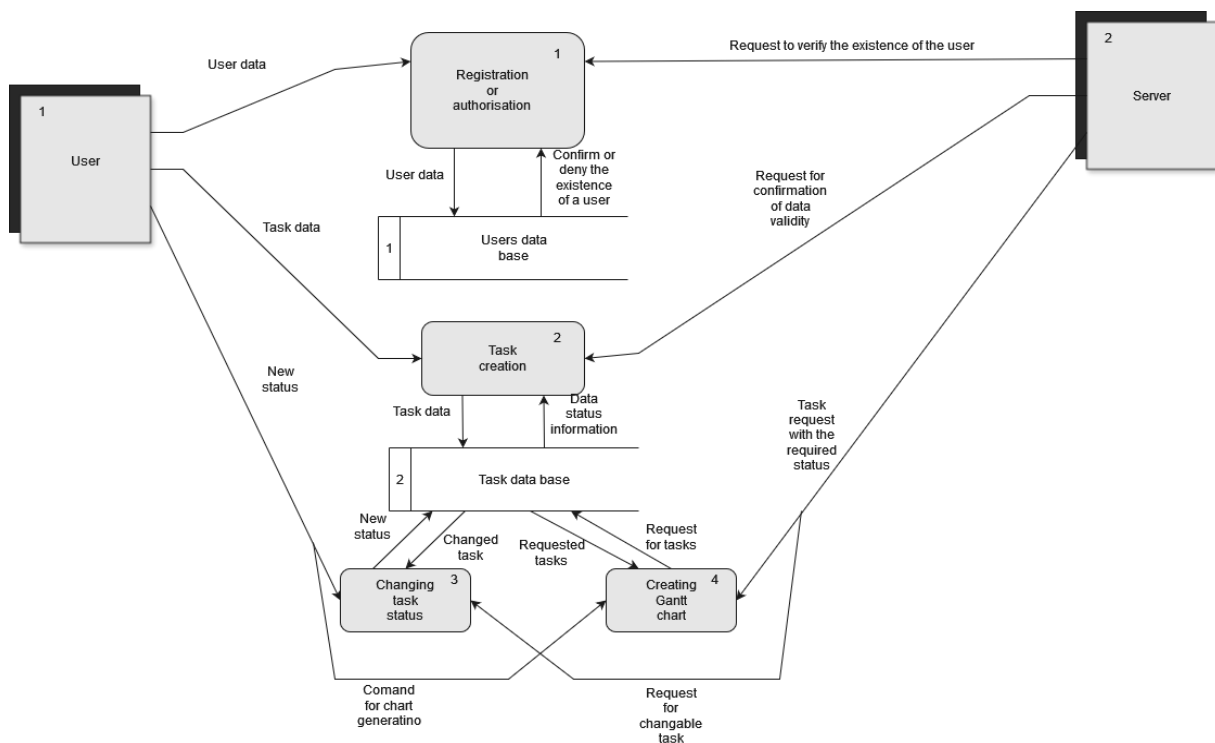 1
User
User data
1
Registration
or
authorisation
Request to verify the existence of the user
2
Server
User data
Confirm or
deny the
existence
of a user
Request for
confirmation
of data
validity
Task data
1
Users data
base
2
Task
creation
New
status
Task data
Data
status
information
Task
request
with the
required
status
2
Task data base
New
status
Changed
task
Requested
tasks
Request
for tasks
3
Changing
task
status
4
Creating
Gantt
chart
Comand
for chart
generatino
Request
for
changable
task